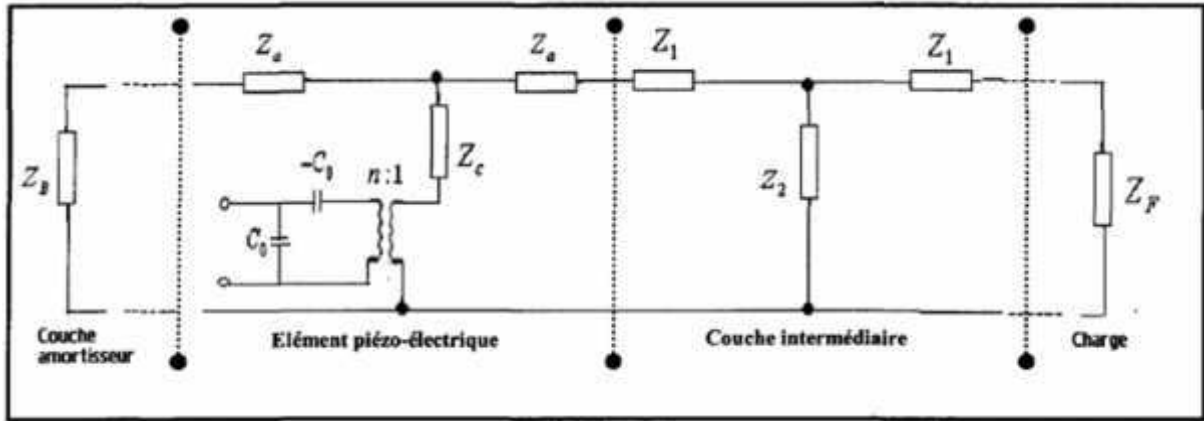 Z_a
Z_a
Z_1
Z_1
Z_B
-C_0
n:1
Z_c
C_0
Z_2
Z_F
Couche
amortisseur
Elément piézo-électrique
Couche intermédiaire
Charge